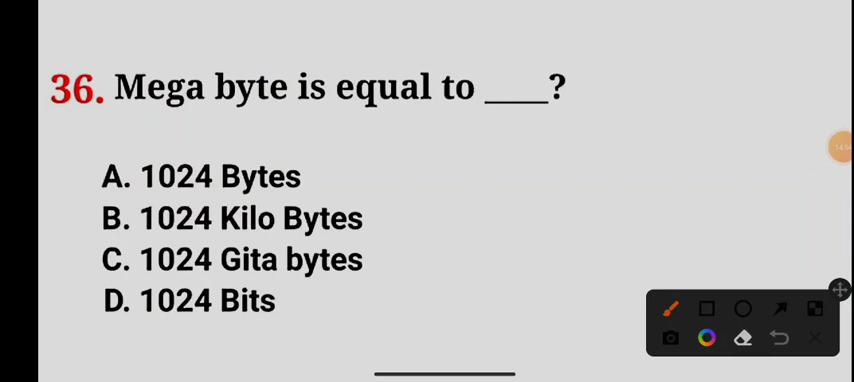 36. Mega byte is equal to ____?
A. 1024 Bytes
B. 1024 Kilo Bytes
C. 1024 Gita bytes
D. 1024 Bits